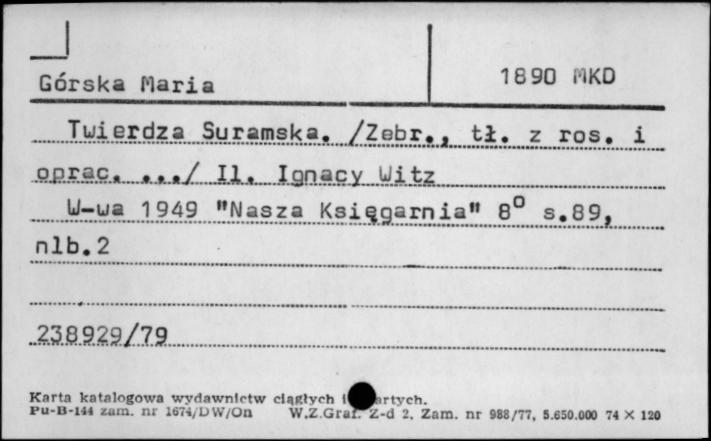 Górska Maria
1890 MKD
Twierdza Suramska. /Zebr., tł. z ros. i
oprac. .../ Il. Ignacy Witz
W-wa 1949 "Nasza Księgarnia" 8° s.89,
nlb.2
238929/79
Karta katalogowa wydawnictw ciągłych i
Pu-B-144 zam. nr 1674/DW/On W.Z.Graf. Z-d 2. Zam. nr 988/77, 5.650.000 74 X 120